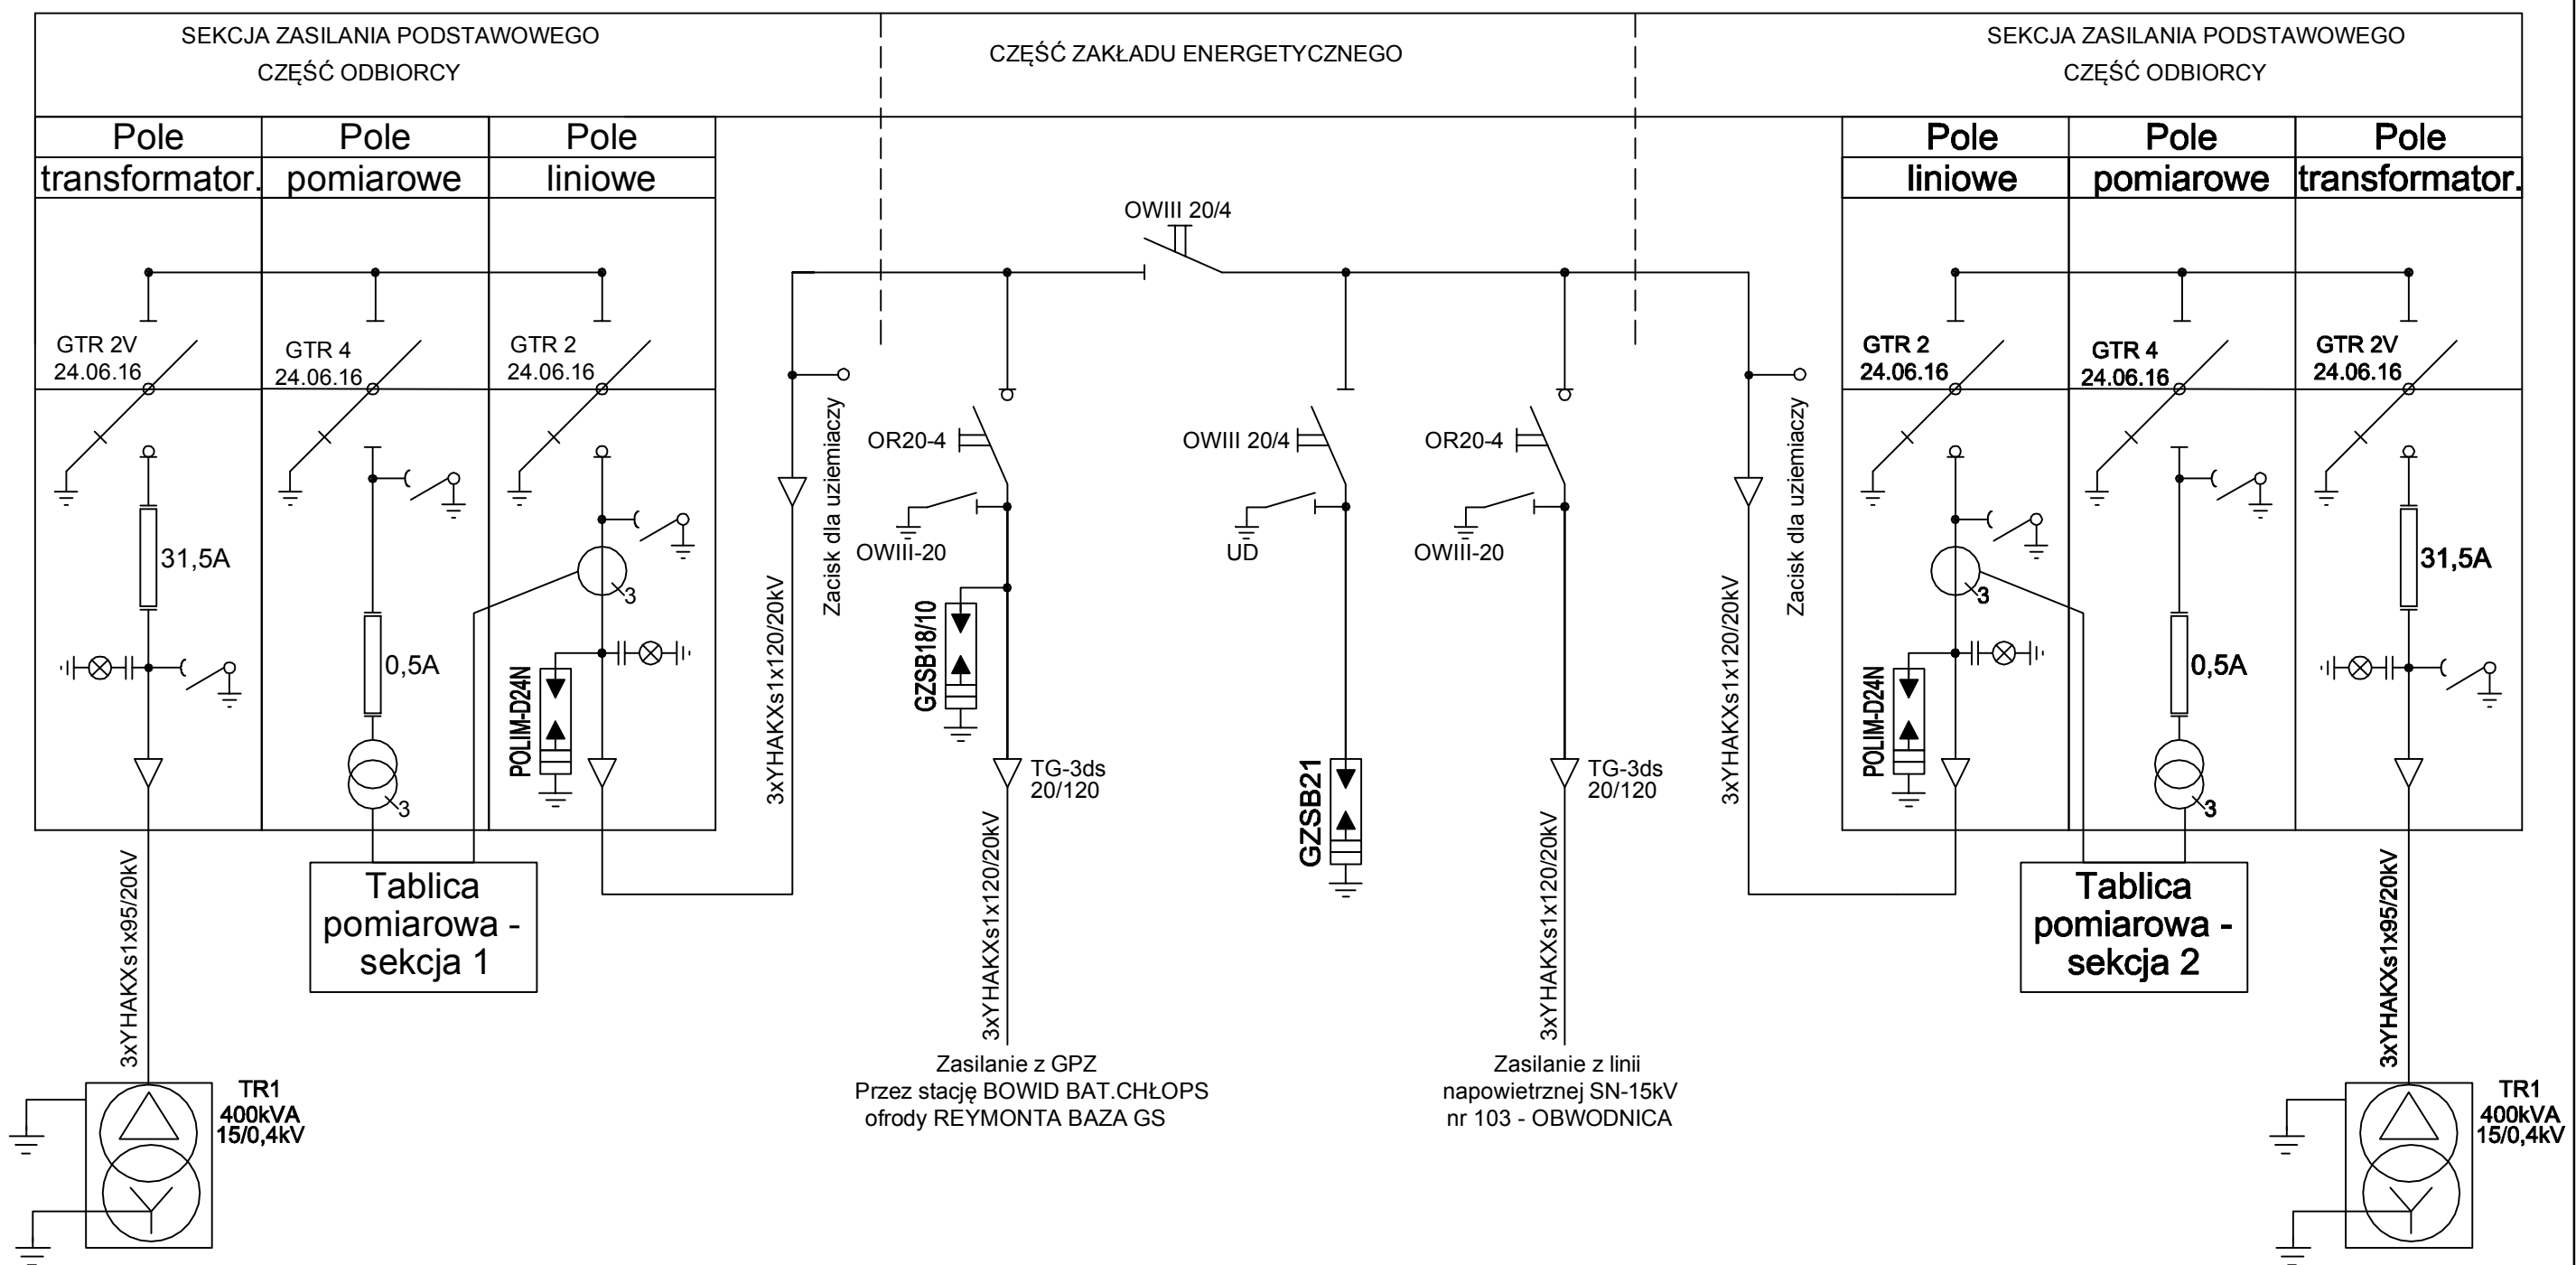 SEKCJA ZASILANIA PODSTAWOWEGO
CZĘŚĆ ODBIORCY
CZĘŚĆ ZAKŁADU ENERGETYCZNEGO
SEKCJA ZASILANIA PODSTAWOWEGO
CZĘŚĆ ODBIORCY
Pole
transformator.
Pole
pomiarowe
Pole
liniowe
Pole
liniowe
Pole
pomiarowe
Pole
transformator.
OWIII 20/4
GTR 2V
24.06.16
GTR 4
24.06.16
GTR 2
24.06.16
31,5A
0,5A
3
3
POLIM-D24N
3xYHAKXs1x120/20kV
Zacisk dla uziemiaczy
OR20-4
OWIII-20
GZSB18/10
TG-3ds
20/120
3xYHAKXs1x120/20kV
OWIII 20/4
UD
GZSB21
OR20-4
OWIII-20
TG-3ds
20/120
3xYHAKXs1x120/20kV
3xYHAKXs1x120/20kV
Zacisk dla uziemiaczy
GTR 2
24.06.16
GTR 4
24.06.16
GTR 2V
24.06.16
3
POLIM-D24N
0,5A
3
31,5A
Tablica
pomiarowa -
sekcja 1
Tablica
pomiarowa -
sekcja 2
3xYHAKXs1x95/20kV
3xYHAKXs1x95/20kV
Zasilanie z GPZ
Przez stację BOWID BAT.CHŁOPS
ofrody REYMONTA BAZA GS
Zasilanie z linii
napowietrznej SN-15kV
nr 103 - OBWODNICA
TR1
400kVA
15/0,4kV
TR1
400kVA
15/0,4kV